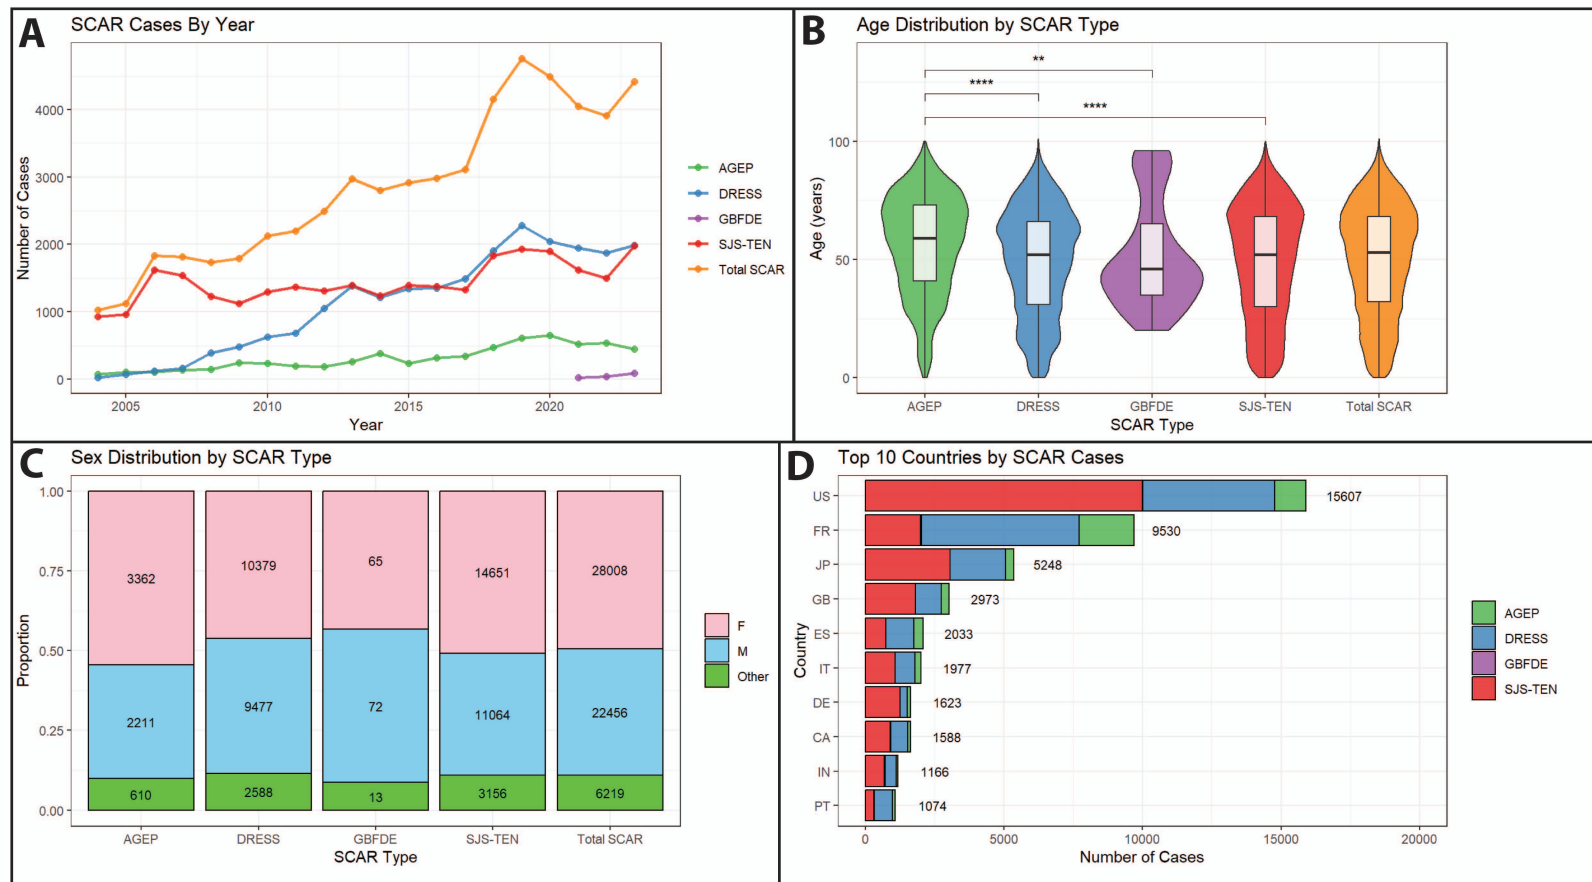 A
SCAR Cases By Year
Number of Cases
4000
3000
2000
1000
0
2005
2010
2015
2020
Year
AGEP
DRESS
GBFDE
SJS-TEN
Total SCAR
B
Age Distribution by SCAR Type
Age (years)
100
50
0
**
****
****
AGEP
DRESS
GBFDE
SJS-TEN
Total SCAR
SCAR Type
C
Sex Distribution by SCAR Type
Proportion
1.00
0.75
0.50
0.25
0.00
3362
10379
65
14651
28008
2211
9477
72
11064
22456
610
2588
13
3156
6219
AGEP
DRESS
GBFDE
SJS-TEN
Total SCAR
SCAR Type
F
M
Other
D
Top 10 Countries by SCAR Cases
Country
US
15607
FR
9530
JP
5248
GB
2973
ES
2033
IT
1977
DE
1623
CA
1588
IN
1166
PT
1074
0
5000
10000
15000
20000
Number of Cases
AGEP
DRESS
GBFDE
SJS-TEN